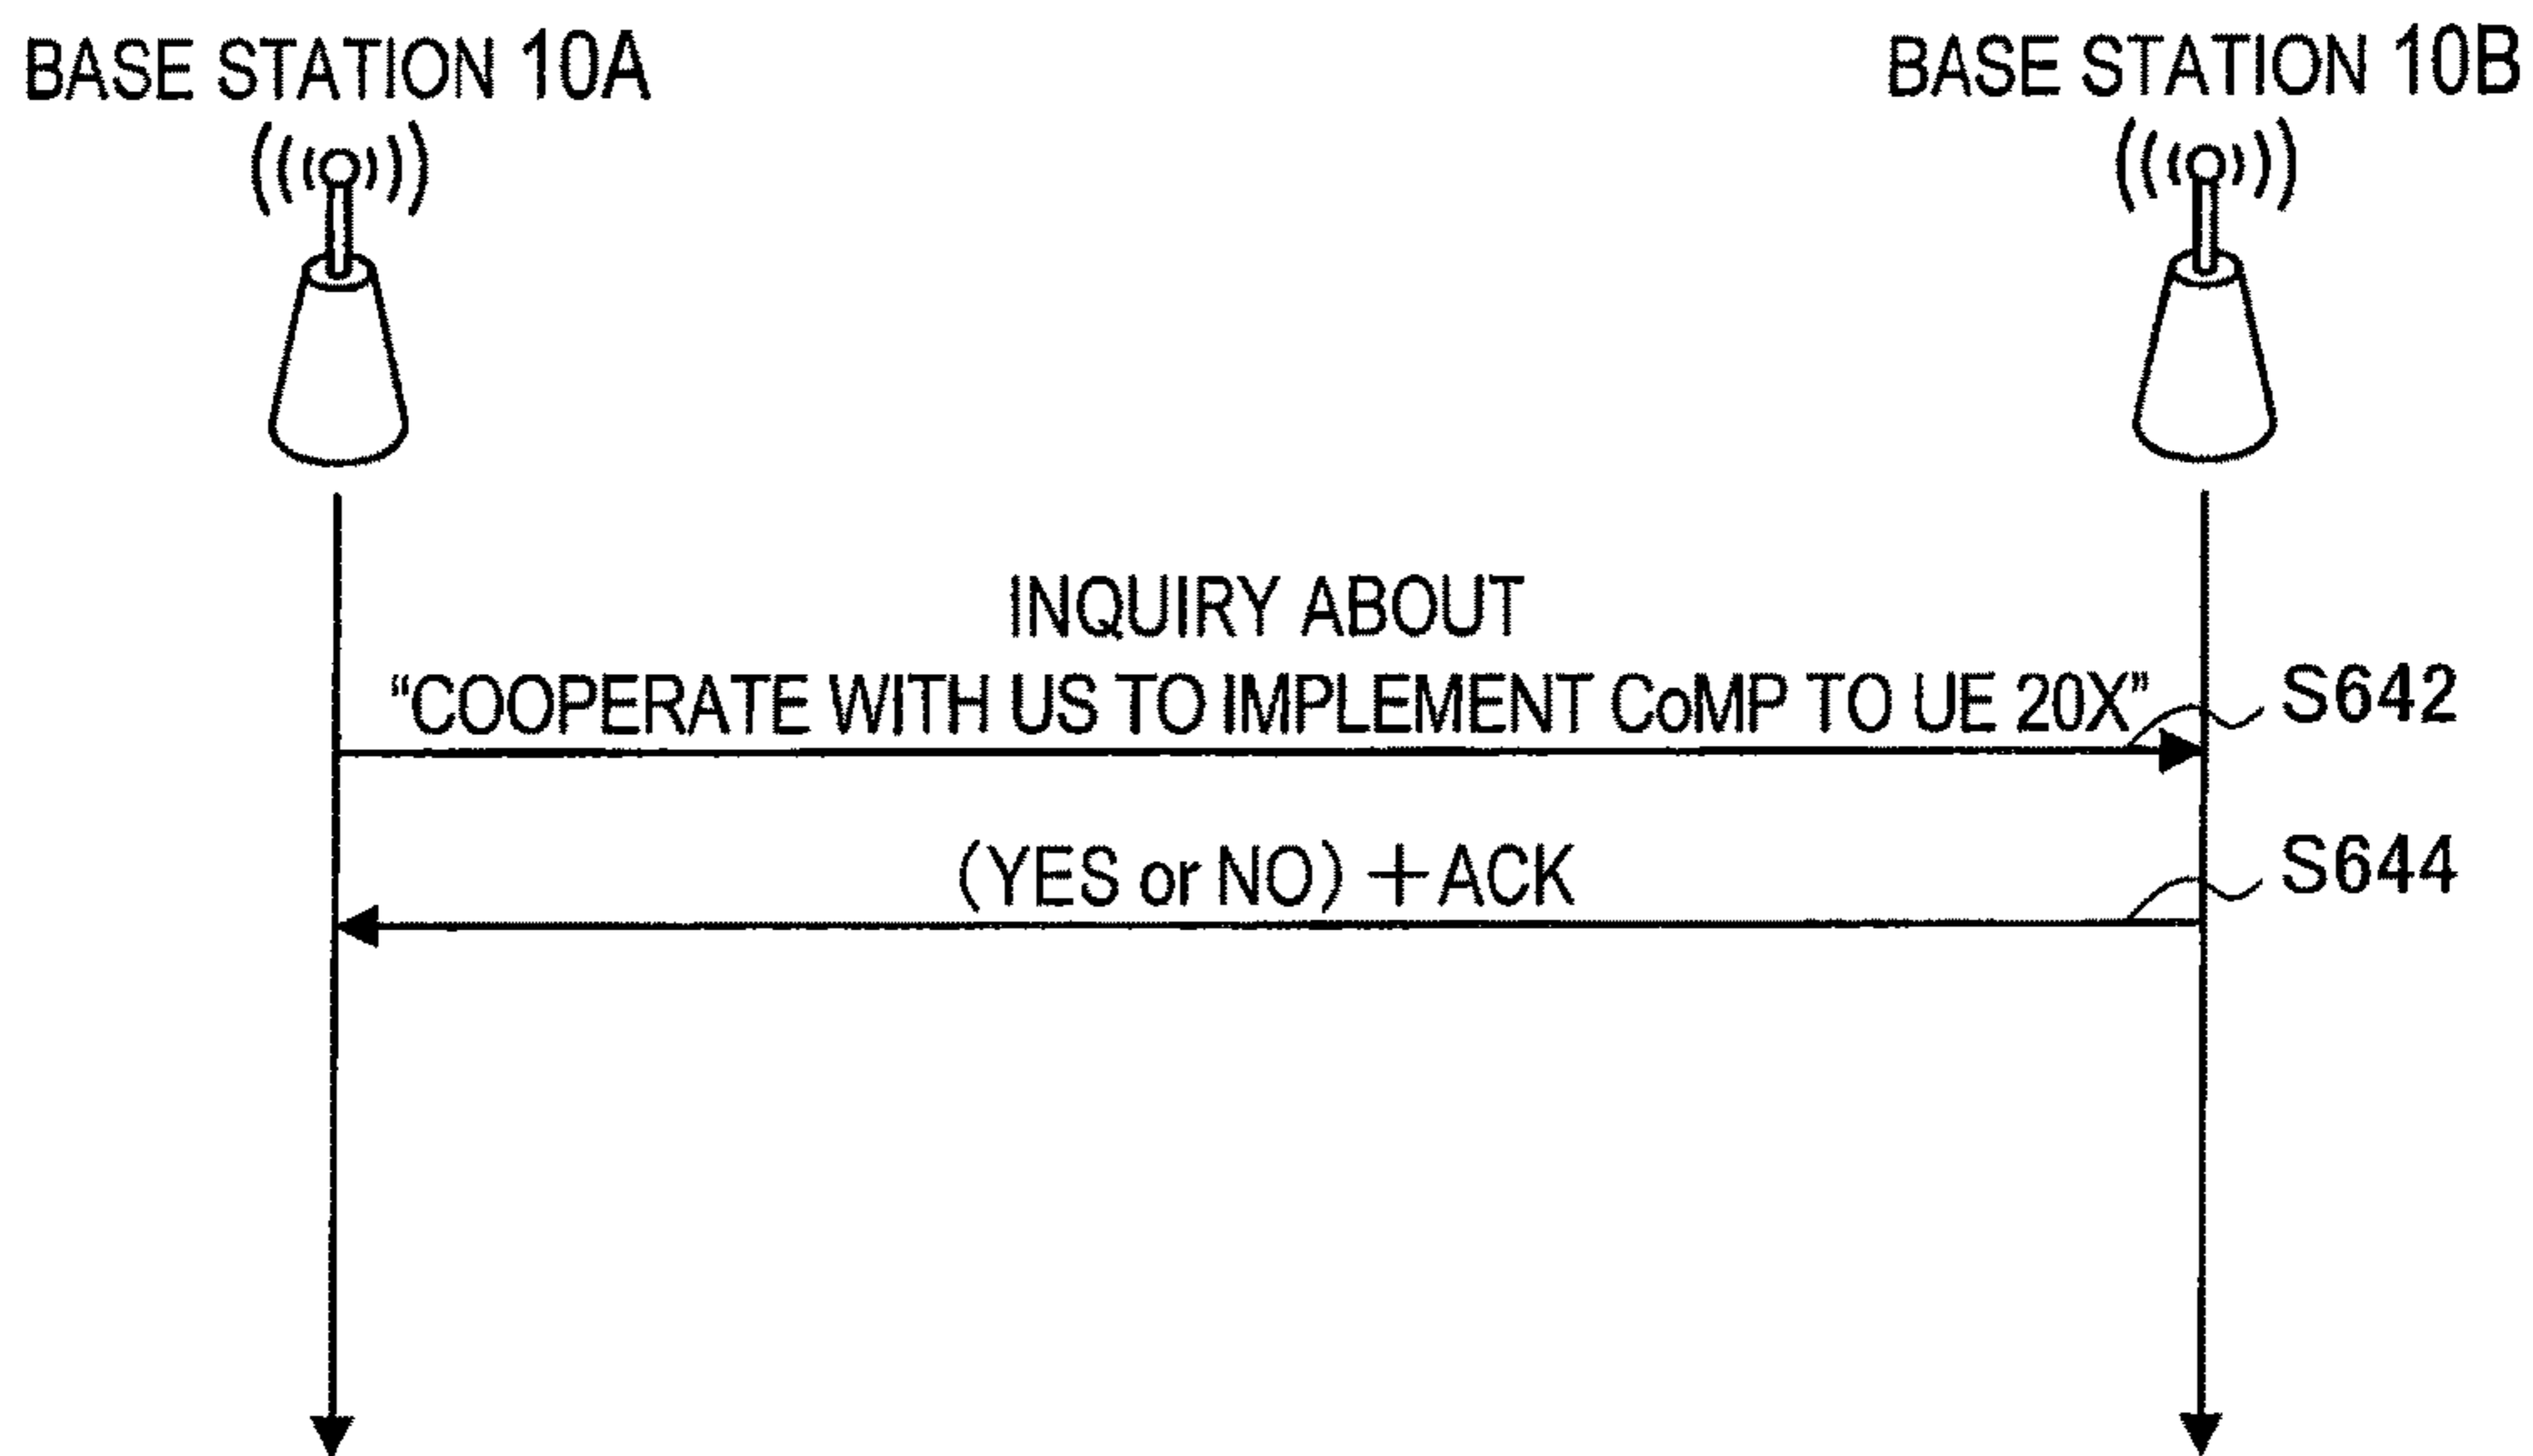 BASE STATION 10A
BASE STATION 10B
INQUIRY ABOUT
“COOPERATE WITH US TO IMPLEMENT CoMP TO UE 20X”
S642
(YES or NO)+ACK
S644